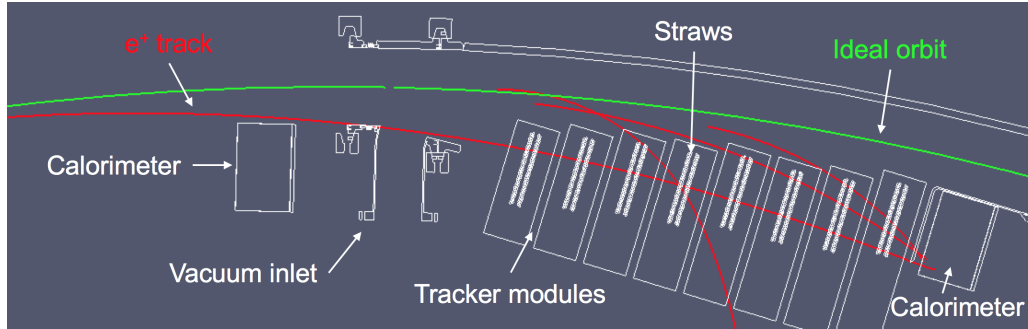 Straws
e⁺ track
Ideal orbit
Calorimeter
Vacuum inlet
Tracker modules
Calorimeter